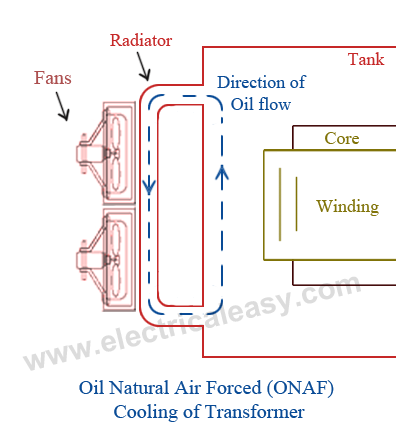 Radiator
Tank
Fans
Direction of
Oil flow
Core
Winding
www.electricaleasy.com
Oil Natural Air Forced (ONAF)
Cooling of Transformer